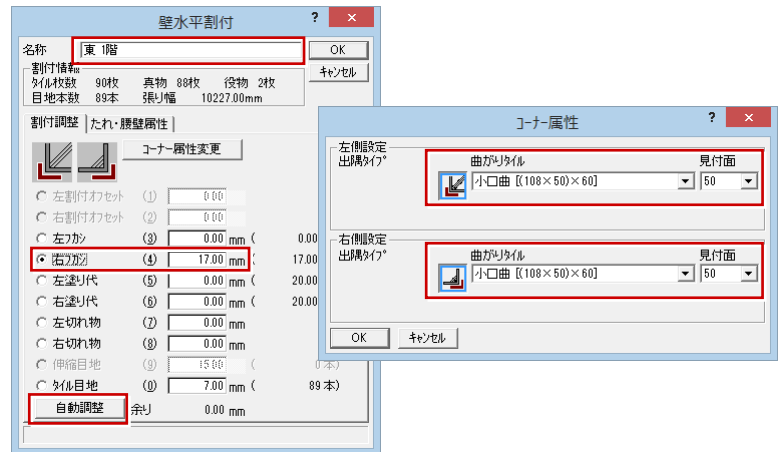 壁水平割付
?
×
名称
東 1階
OK
キャンセル
割付情報
タイル枚数 90枚 真物 88枚 役物 2枚
目地本数 89本 張り幅 10227.00mm
割付調整
たれ・腰壁属性
コーナー属性変更
左割付オフセット (1) 0.00
右割付オフセット (2) 0.00
左フカシ (3) 0.00 mm ( 0.00
右フカシ (4) 17.00 mm ( 17.00
左塗り代 (5) 0.00 mm ( 20.00
右塗り代 (6) 0.00 mm ( 20.00
左切れ物 (7) 0.00 mm
右切れ物 (8) 0.00 mm
伸縮目地 (9) 15.00 ( 0 本)
タイル目地 (0) 7.00 mm ( 89 本)
自動調整
余り 0.00 mm
コーナー属性
?
×
左側設定
出隅タイプ
曲がりタイル
見付面
小口曲 [(108×50)×60]
50
右側設定
出隅タイプ
曲がりタイル
見付面
小口曲 [(108×50)×60]
50
OK
キャンセル